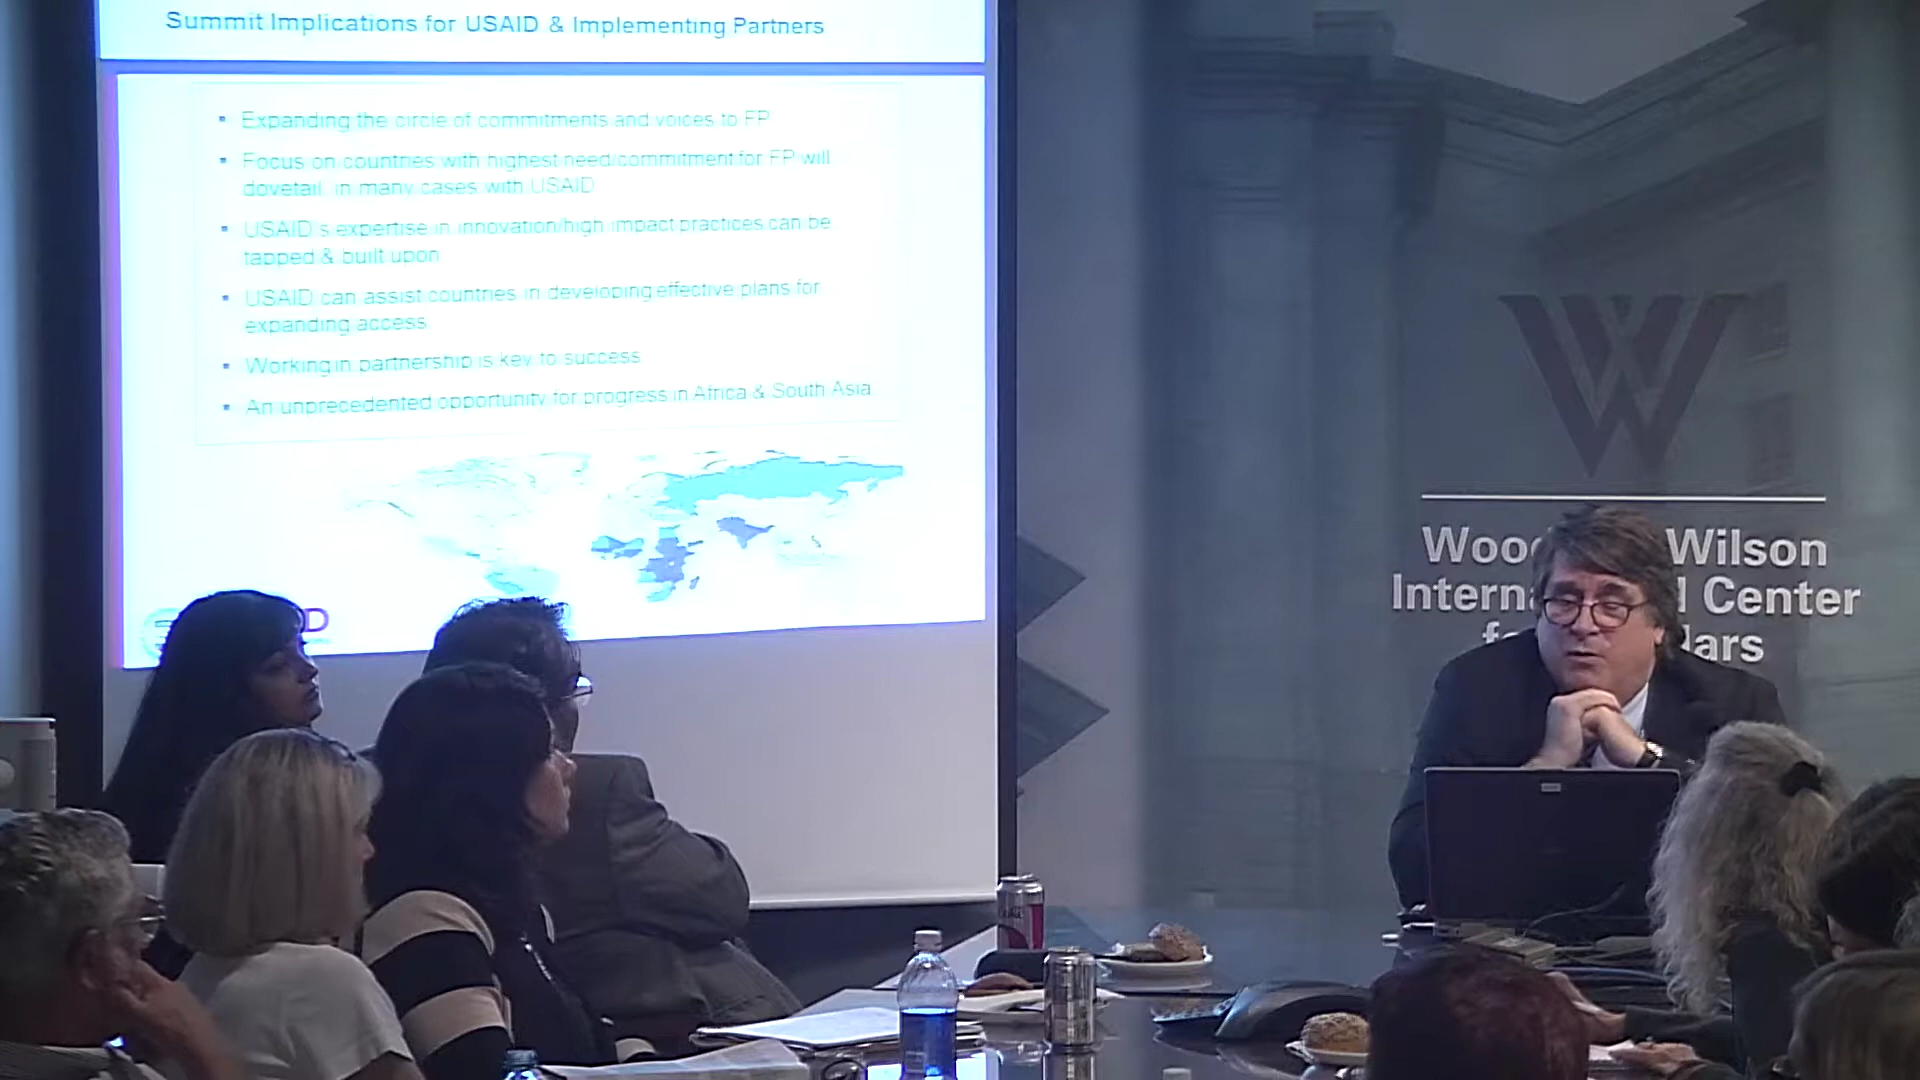 Summit Implications for USAID & Implementing Partners
Expanding the circle of commitments and voices to FP
Focus on countries with highest need/commitment for FP will
dovetail, in many cases with USAID
USAID's expertise in innovation/high impact practices can be
tapped & built upon
USAID can assist countries in developing effective plans for
expanding access
Working in partnership is key to success
An unprecedented opportunity for progress in Africa & South Asia
D
W
Woo Wilson
Interna l Center
f lars